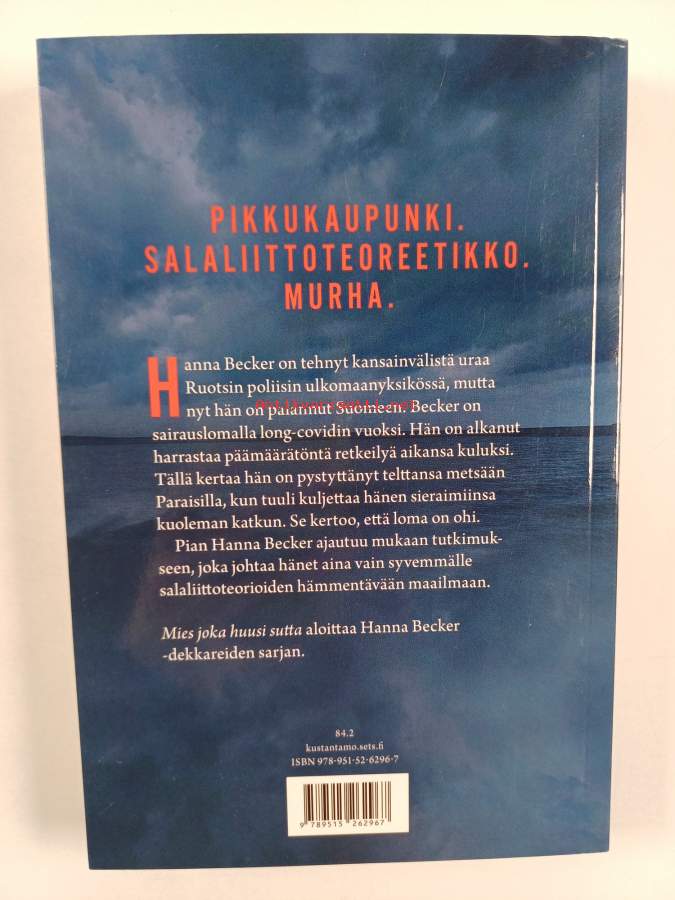 PIKKUKAUPUNKI.
SALALIITTOTEOREETIKKO.
MURHA.
Hanna Becker on tehnyt kansainvälistä uraa
Ruotsin poliisin ulkomaanyksikössä, mutta
nyt hän on palannut Suomeen. Becker on
sairauslomalla long-covidin vuoksi. Hän on alkanut
harrastaa päämäärätöntä retkeilyä aikansa kuluksi.
Tällä kertaa hän on pystyttänyt telttansa metsään
Paraisilla, kun tuuli kuljettaa hänen sieraimiinsa
kuoleman katkun. Se kertoo, että loma on ohi.
Pian Hanna Becker ajautuu mukaan tutkimuk-
seen, joka johtaa hänet aina vain syvemmälle
salaliittoteorioiden hämmentävään maailmaan.
Mies joka huusi sutta aloittaa Hanna Becker
-dekkareiden sarjan.
84.2
kustantamo.sets.fi
ISBN 978-951-52-6296-7
9 789515 262967